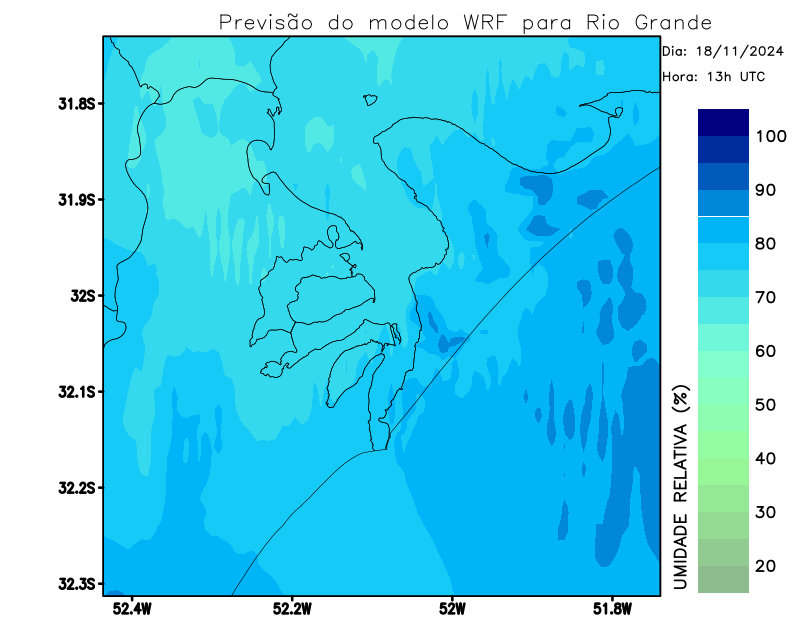 Previsão do modelo WRF para Rio Grande
Dia: 18/11/2024
Hora: 13h UTC
31.8S
31.9S
32S
32.1S
32.2S
32.3S
52.4W
52.2W
52W
51.8W
UMIDADE RELATIVA (%)
100
90
80
70
60
50
40
30
20